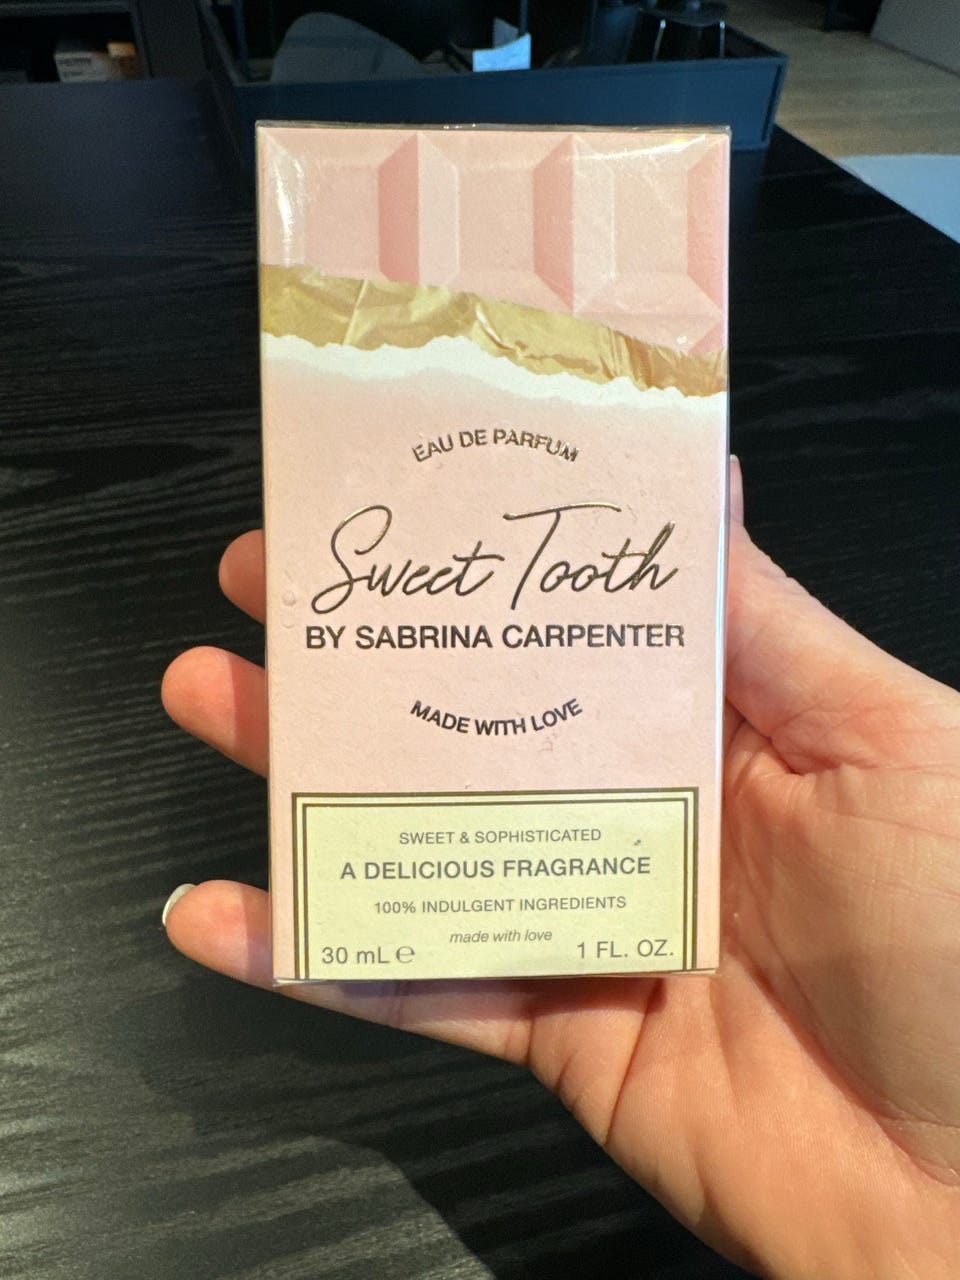 EAU DE PARFUM
Sweet Tooth
BY SABRINA CARPENTER
MADE WITH LOVE
SWEET & SOPHISTICATED
A DELICIOUS FRAGRANCE
100% INDULGENT INGREDIENTS
made with love
30 mL ℮ 1 FL. OZ.